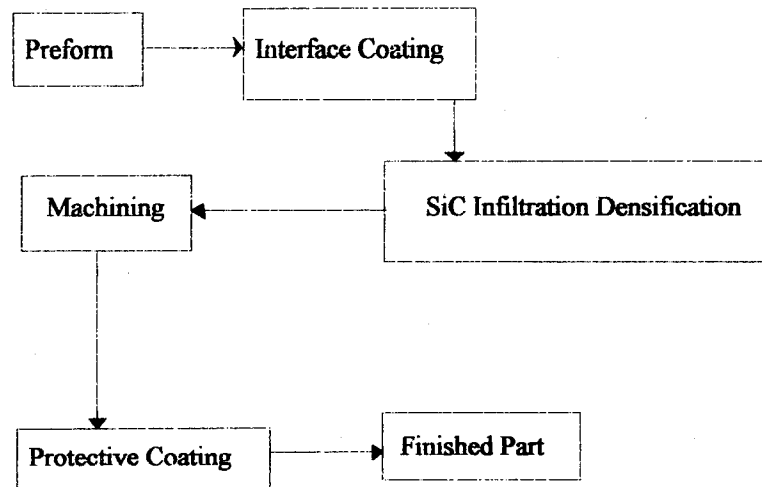 Preform
Interface Coating
SiC Infiltration Densification
Machining
Protective Coating
Finished Part